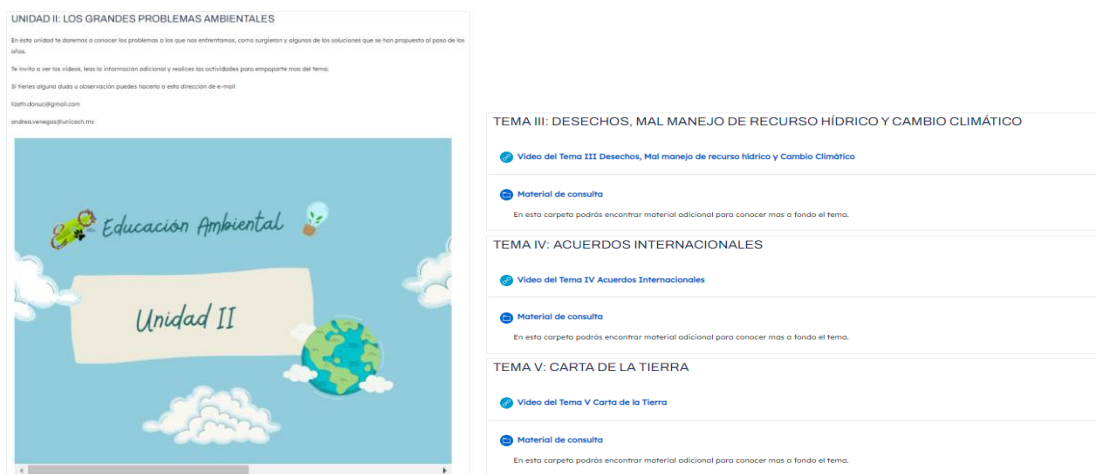 UNIDAD II: LOS GRANDES PROBLEMAS AMBIENTALES
En ésta unidad te daremos a conocer los problemas a los que nos enfrentamos, como surgieron y algunas de las soluciones que se han propuesto al paso de los
años.
Te invito a ver los videos, leas la información adicional y realices las actividades para empaparte mas del tema;
Si tienes alguna duda u observación puedes hacerla a esta dirección de e-mail
lizeth.donuc@gmail.com
andrea.venegas@unicach.mx
Educación Ambiental
Unidad II
TEMA III: DESECHOS, MAL MANEJO DE RECURSO HÍDRICO Y CAMBIO CLIMÁTICO
Video del Tema III Desechos, Mal manejo de recurso hídrico y Cambio Climático
Material de consulta
En esta carpeta podrás encontrar material adicional para conocer mas a fondo el tema.
TEMA IV: ACUERDOS INTERNACIONALES
Video del Tema IV Acuerdos Internacionales
Material de consulta
En esta carpeta podrás encontrar material adicional para conocer mas a fondo el tema.
TEMA V: CARTA DE LA TIERRA
Video del Tema V Carta de la Tierra
Material de consulta
En esta carpeta podrás encontrar material adicional para conocer mas a fondo el tema.